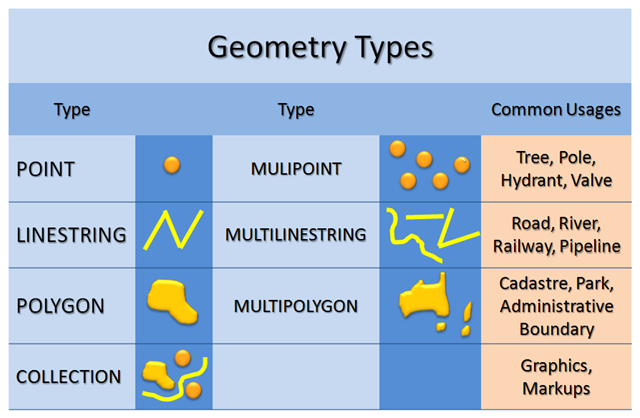 Geometry Types
Type Type Common Usages
POINT MULIPOINT Tree, Pole,
Hydrant, Valve
LINESTRING MULTILINESTRING Road, River,
Railway, Pipeline
POLYGON MULTIPOLYGON Cadastre, Park,
Administrative
Boundary
COLLECTION Graphics,
Markups